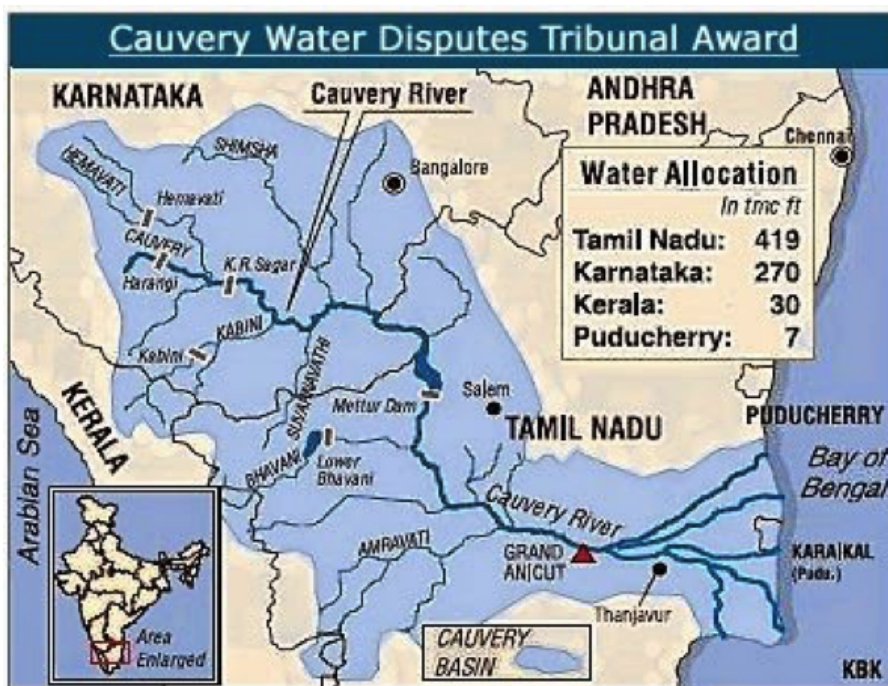 Cauvery Water Disputes Tribunal Award
KARNATAKA
Cauvery River
ANDHRA
PRADESH
Chennai
SHIMSHA
HEMAVATI
Bangalore
Hemavati
CAUVERY
Harangi
K.R.Sagar
KABINI
Kabini
Water Allocation
In tmc ft
Tamil Nadu: 419
Karnataka: 270
Kerala: 30
Puducherry: 7
SUVARNAVATHI
Mettur Dam
Salem
TAMIL NADU
PUDUCHERRY
KERALA
Arabian Sea
BHAVANI
Lower
Bhavani
Bay of
Bengal
Cauvery River
AMRAVATI
GRAND
ANICUT
Thanjavur
KARAIKAL
(Pudu.)
Area
Enlarged
CAUVERY
BASIN
KBK